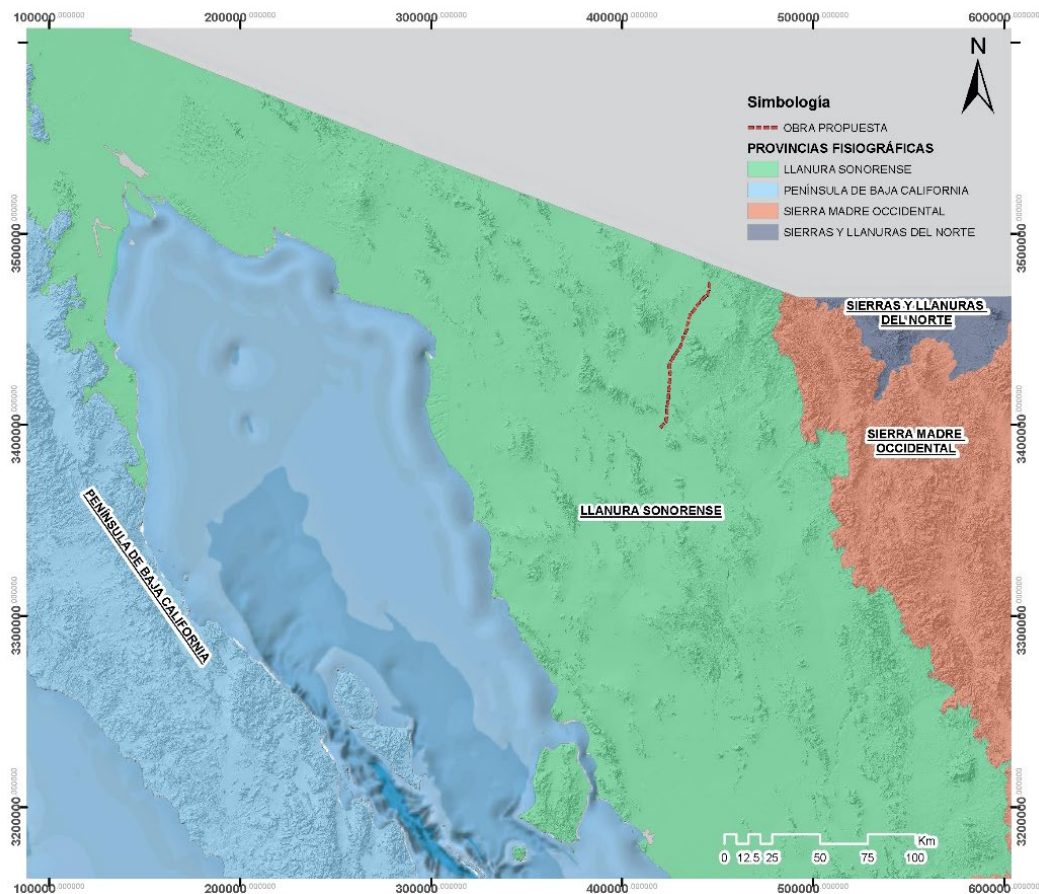 100000.000000 200000.000000 300000.000000 400000.000000 500000.000000 600000.000000
N
Simbología
OBRA PROPUESTA
PROVINCIAS FISIOGRÁFICAS
LLANURA SONORENSE
PENÍNSULA DE BAJA CALIFORNIA
SIERRA MADRE OCCIDENTAL
SIERRAS Y LLANURAS DEL NORTE
3500000.000000 3500000.000000
SIERRAS Y LLANURAS
DEL NORTE
3400000.000000 3400000.000000
SIERRA MADRE
OCCIDENTAL
LLANURA SONORENSE
PENÍNSULA DE BAJA CALIFORNIA
3300000.000000 3300000.000000
3200000.000000 3200000.000000
Km
0 12.5 25 50 75 100
100000.000000 200000.000000 300000.000000 400000.000000 500000.000000 600000.000000